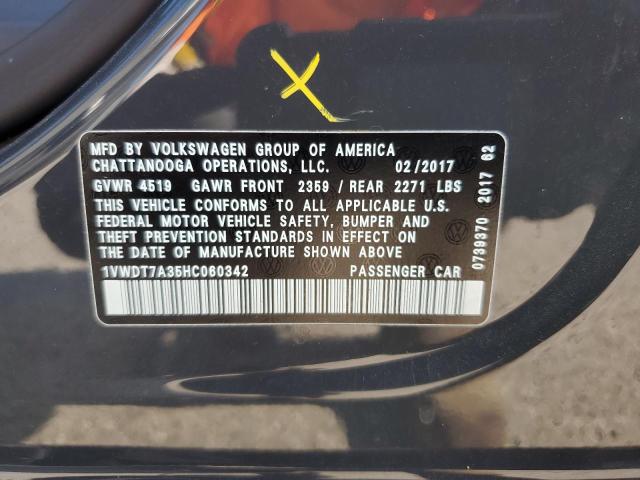 MFD BY VOLKSWAGEN GROUP OF AMERICA
CHATTANOOGA OPERATIONS, LLC. 02/2017
GVWR 4519 GAWR FRONT 2359 / REAR 2271 LBS
THIS VEHICLE CONFORMS TO ALL APPLICABLE U.S.
FEDERAL MOTOR VEHICLE SAFETY, BUMPER AND
THEFT PREVENTION STANDARDS IN EFFECT ON
THE DATE OF MANUFACTURE SHOWN ABOVE
1VWDT7A35HC060342 PASSENGER CAR
0739370 2017 62
X